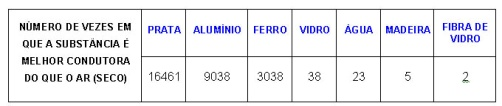 NÚMERO DE VEZES EM
QUE A SUBSTÂNCIA É
MELHOR CONDUTORA
DO QUE O AR (SECO)
PRATA ALUMÍNIO FERRO VIDRO ÁGUA MADEIRA FIBRA DE VIDRO
16461 9038 3038 38 23 5 2